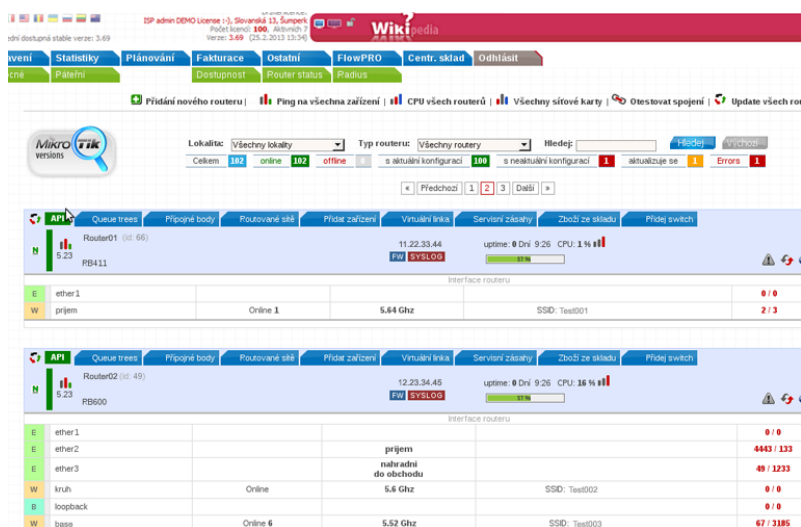 ISP admin DEMO License :-), Slovanská 13, Šumperk
Počet licencí: 100, Aktivních 7
ední dostupná stable verze: 3.69 Verze: 3.69 (25.2.2013 13:34)
Wikipedia
avení Statistiky Plánování Fakturace Ostatní FlowPRO Centr. sklad Odhlásit
ocné Páteřní Dostupnost Router status Radius
Přidání nového routeru | Ping na všechna zařízení | CPU všech routerů | Všechny síťové karty | Otestovat spojení | Update všech rou
MikroTik versions
Lokalita: Všechny lokality Typ routeru: Všechny routery Hledej: Hledej Výchozí
Celkem 102 online 102 offline 0 s aktuální konfigurací 100 s neaktuální konfigurací 1 aktualizuje se 1 Errors 1
« Předchozí 1 2 3 Další »
API Queue trees Přípojné body Routované sítě Přidat zařízení Virtuální linka Servisní zásahy Zboží ze skladu Přidej switch
N 5.23 Router01 (id: 66) 11.22.33.44 uptime: 0 Dní 9:26 CPU: 1 %
RB411 FW SYSLOG 57 %
Interface routeru
E ether1 0 / 0
W prijem Online 1 5.64 Ghz SSID: Test001 2 / 3
API Queue trees Přípojné body Routované sítě Přidat zařízení Virtuální linka Servisní zásahy Zboží ze skladu Přidej switch
N 5.23 Router02 (id: 49) 12.23.34.45 uptime: 0 Dní 9:26 CPU: 16 %
RB600 FW SYSLOG 57 %
Interface routeru
E ether1 0 / 0
E ether2 prijem 4443 / 133
E ether3 nahradni do obchodu 49 / 1233
W kruh Online 5.6 Ghz SSID: Test002 0 / 0
B loopback 0 / 0
W base Online 6 5.52 Ghz SSID: Test003 67 / 3185